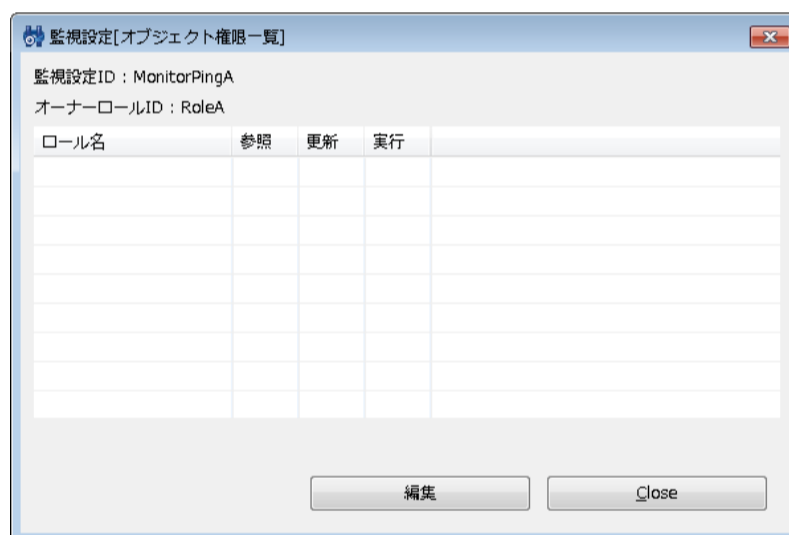 監視設定[オブジェクト権限一覧]
監視設定ID : MonitorPingA
オーナーロールID : RoleA
ロール名 参照 更新 実行
編集 Close